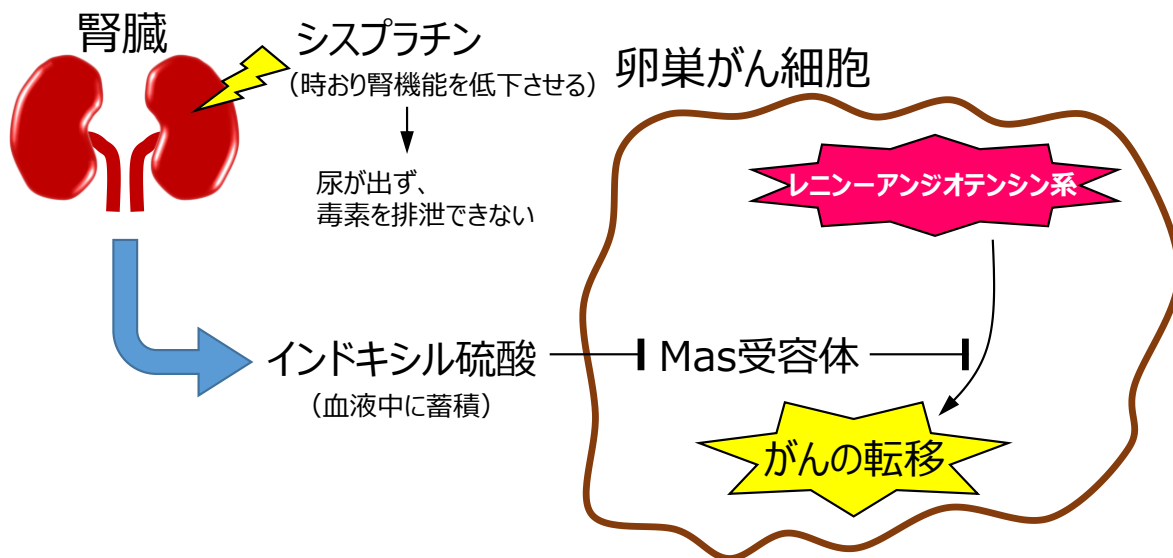 腎臓
シスプラチン
（時おり腎機能を低下させる）
尿が出ず、
毒素を排泄できない
卵巣がん細胞
レニンーアンジオテンシン系
インドキシル硫酸
（血液中に蓄積）
Mas受容体
がんの転移